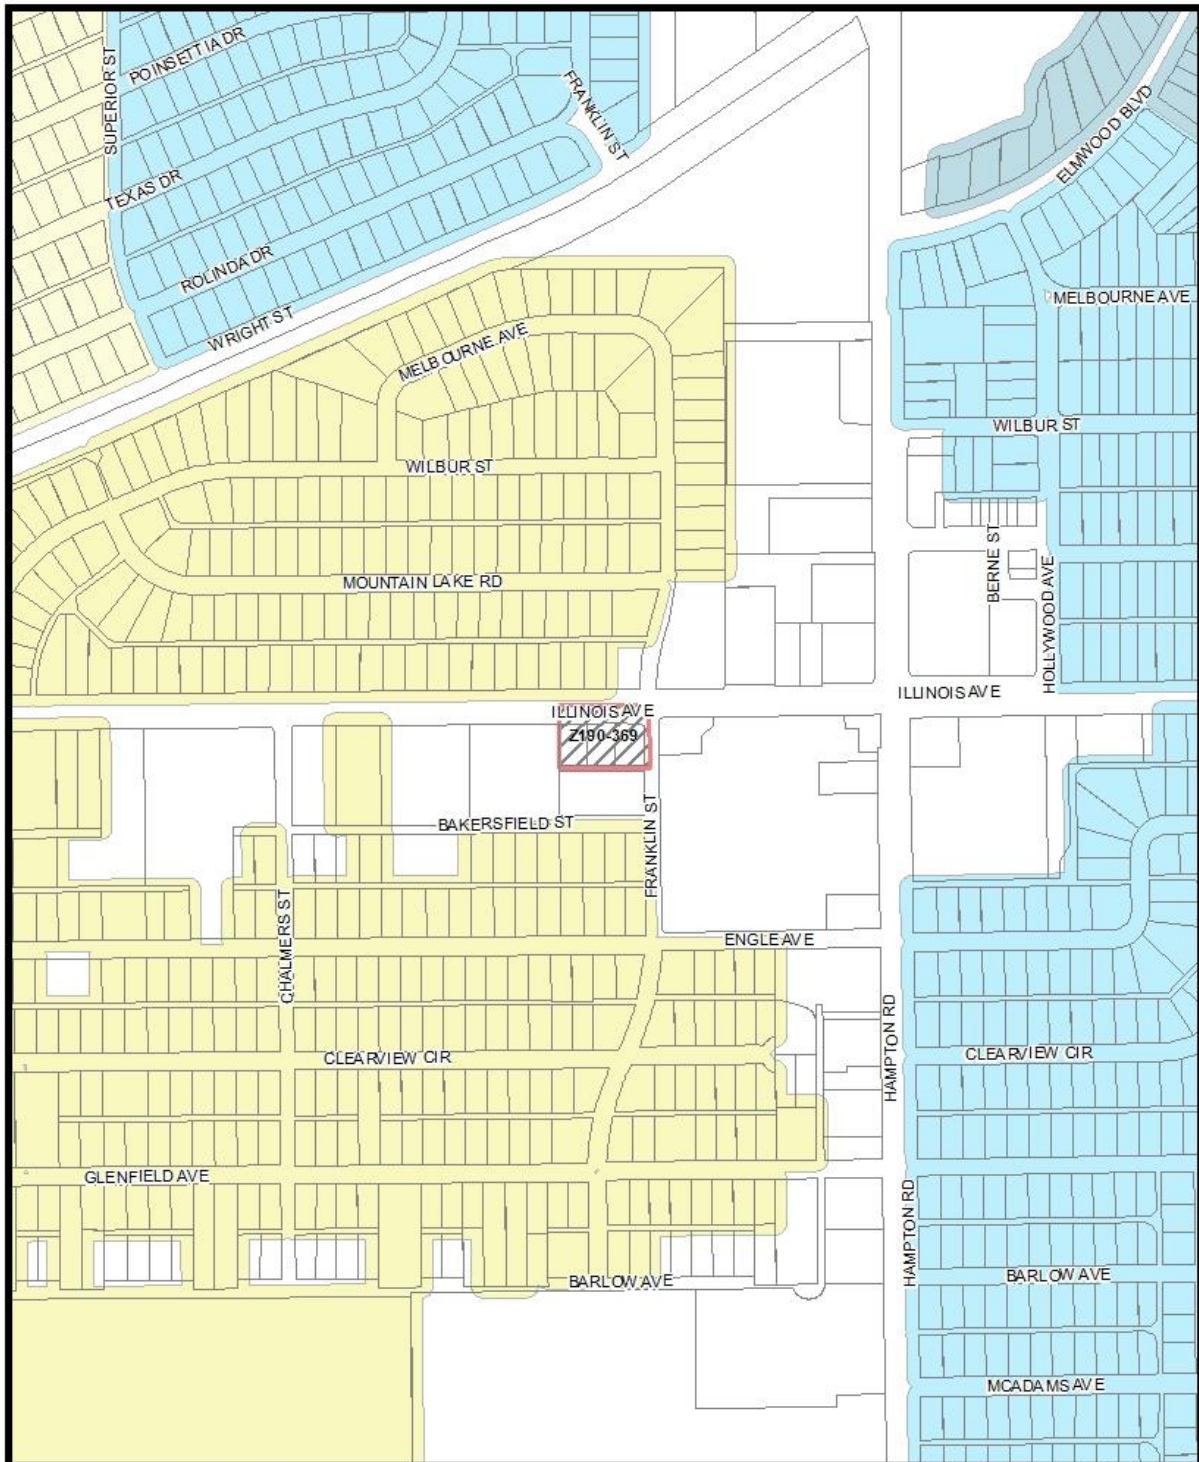 POINSETTIA DR
SUPERIOR ST
FRANKLIN ST
ELMWOOD BLVD
TEXAS DR
ROLINDA DR
WRIGHT ST
MELBOURNE AVE
MELBOURNE AVE
WILBUR ST
WILBUR ST
BERNE ST
HOLLYWOOD AVE
MOUNTAIN LAKE RD
ILLINOIS AVE
ILLINOIS AVE
Z190-369
BAKERSFIELD ST
FRANKLIN ST
CHALMERS ST
ENGLE AVE
HAMPTON RD
CLEARVIEW CIR
CLEARVIEW CIR
GLENFIELD AVE
HAMPTON RD
BARLOW AVE
BARLOW AVE
MCADAMS AVE